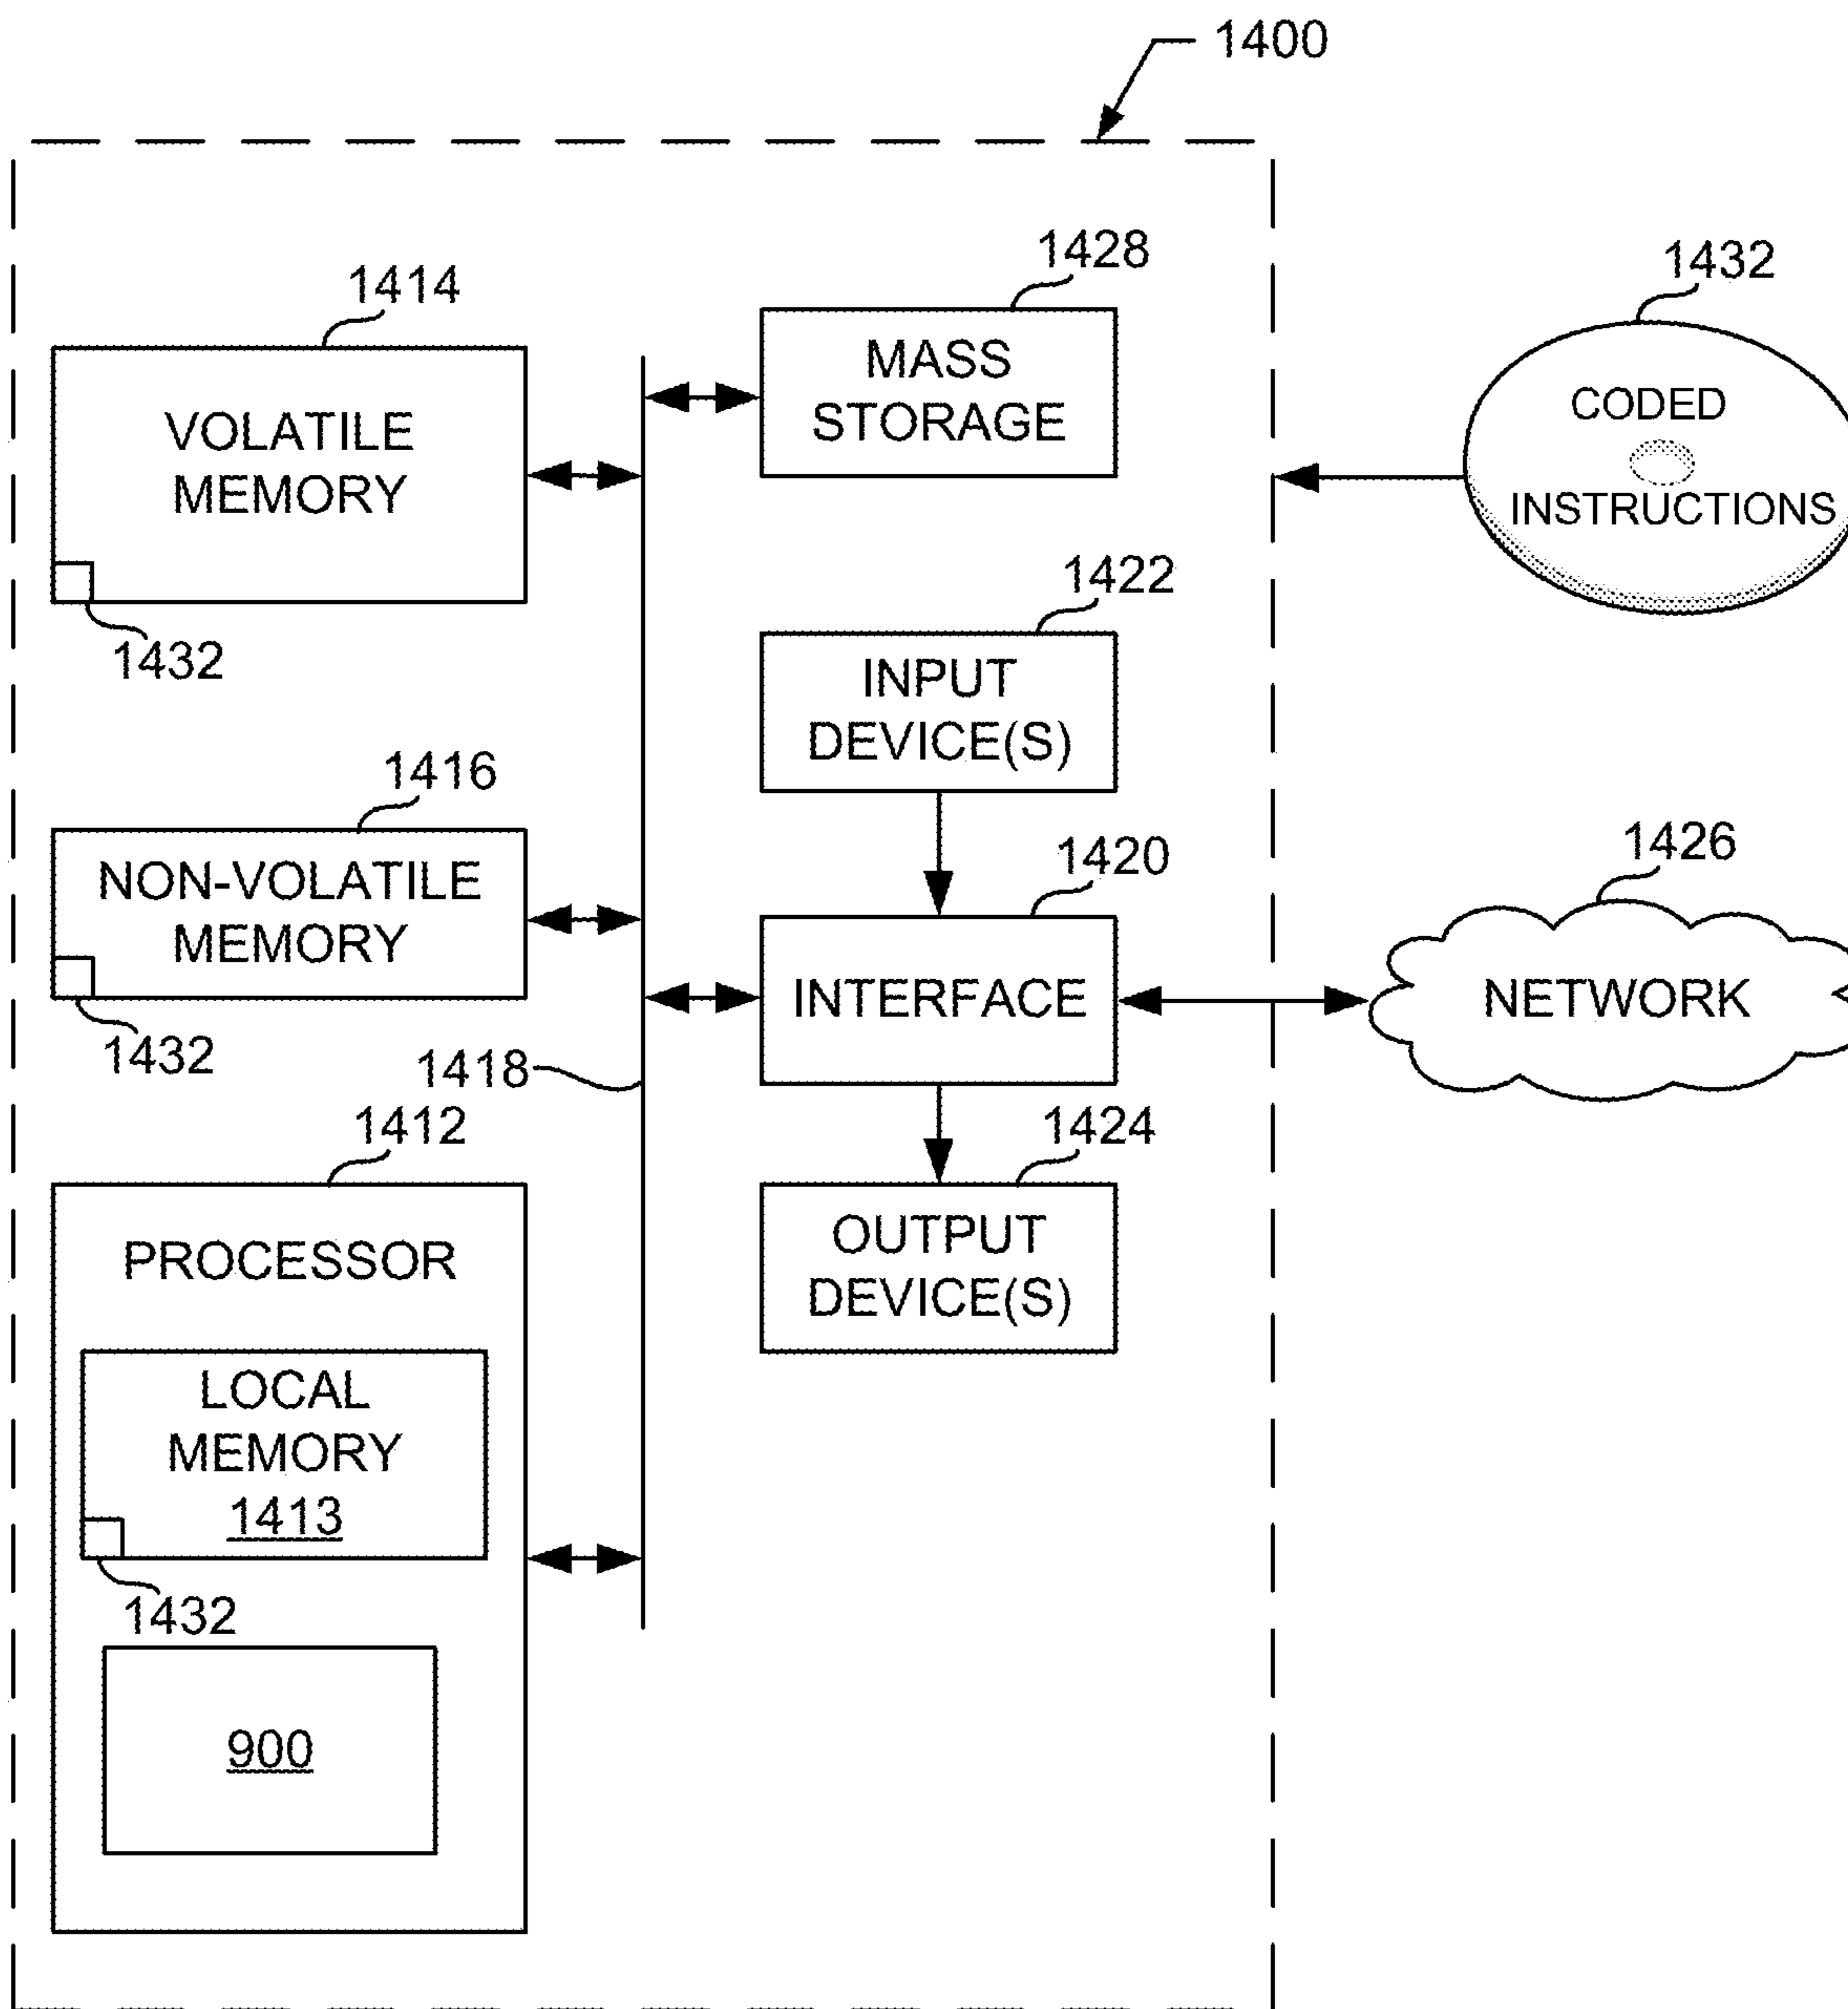 1400
1414
VOLATILE
MEMORY
1432
1428
MASS
STORAGE
1432
CODED
INSTRUCTIONS
1422
INPUT
DEVICE(S)
1416
NON-VOLATILE
MEMORY
1432
1418
1420
INTERFACE
1426
NETWORK
1412
PROCESSOR
LOCAL
MEMORY
1413
1432
900
1424
OUTPUT
DEVICE(S)